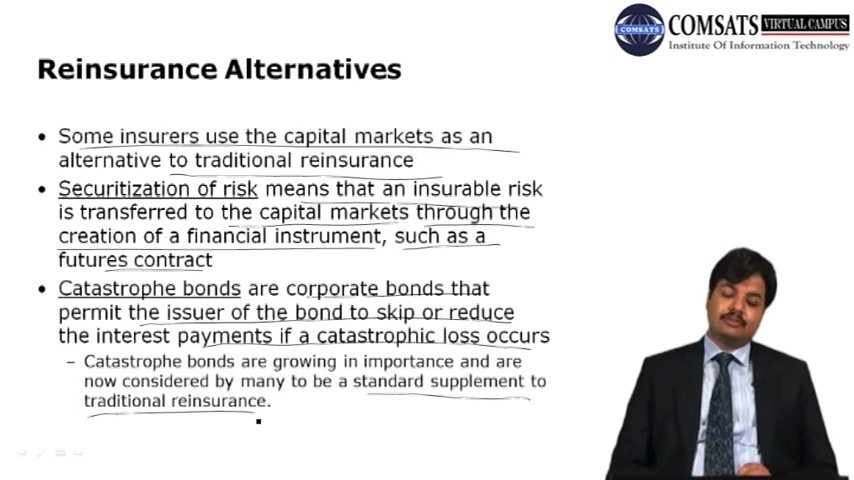 COMSATS VIRTUAL CAMPUS
Institute Of Information Technology
COMSATS
Reinsurance Alternatives
• Some insurers use the capital markets as an
alternative to traditional reinsurance
• Securitization of risk means that an insurable risk
is transferred to the capital markets through the
creation of a financial instrument, such as a
futures contract
• Catastrophe bonds are corporate bonds that
permit the issuer of the bond to skip or reduce
the interest payments if a catastrophic loss occurs
– Catastrophe bonds are growing in importance and are
now considered by many to be a standard supplement to
traditional reinsurance.